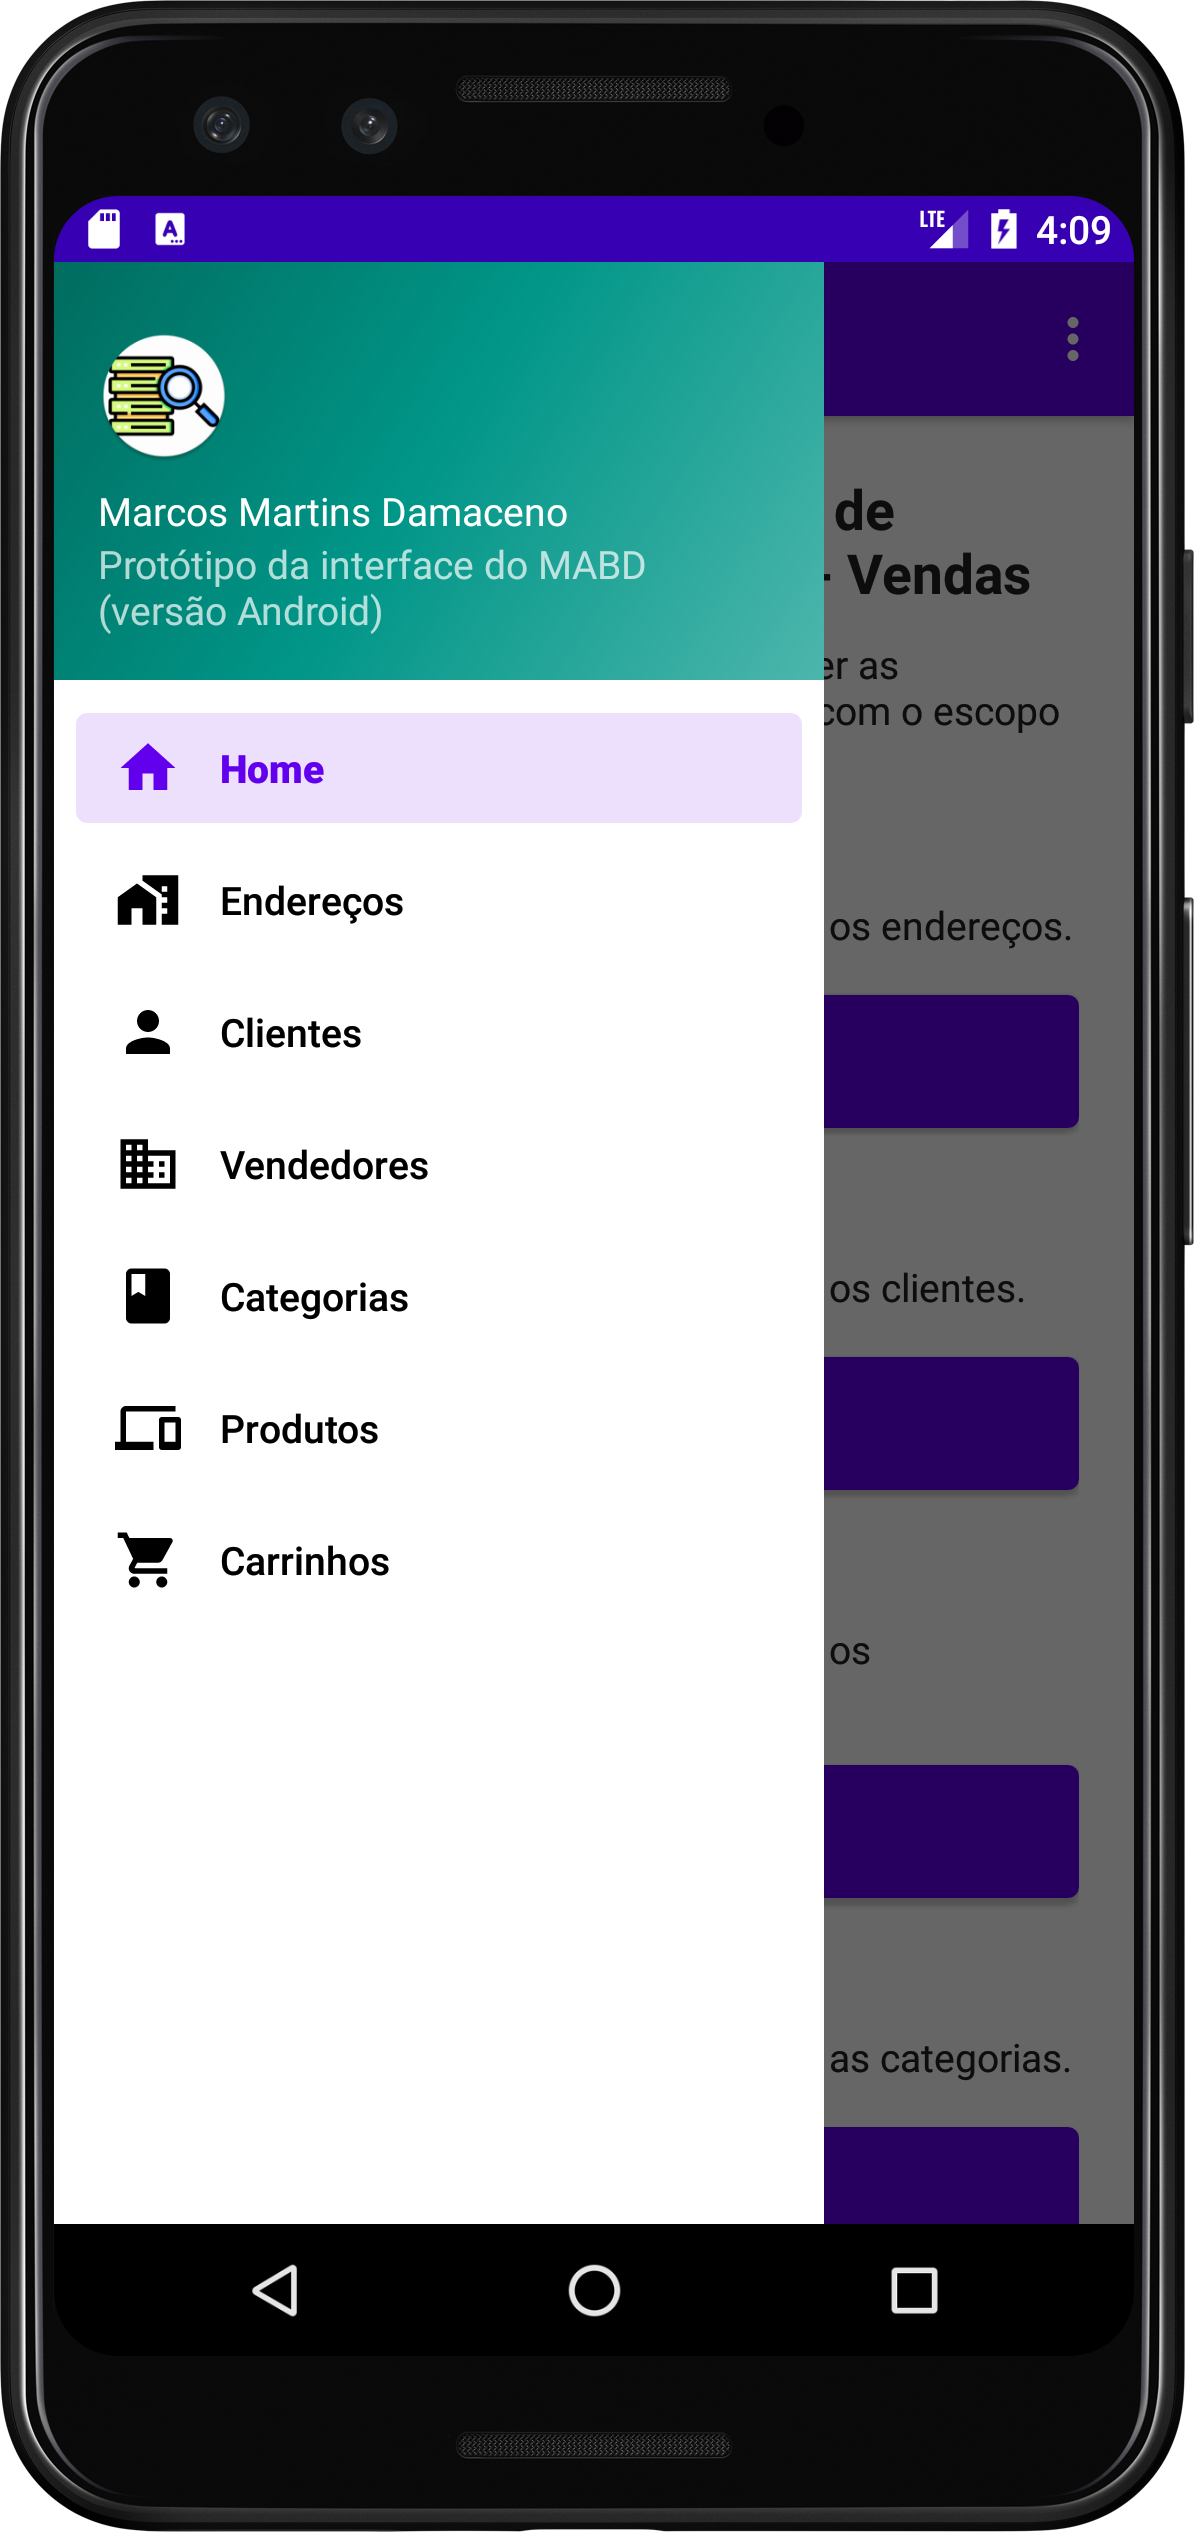 LTE 4:09
Marcos Martins Damaceno
Protótipo da interface do MABD
(versão Android)
Home
Endereços
Clientes
Vendedores
Categorias
Produtos
Carrinhos
de
- Vendas
er as
com o escopo
os endereços.
os clientes.
os
as categorias.